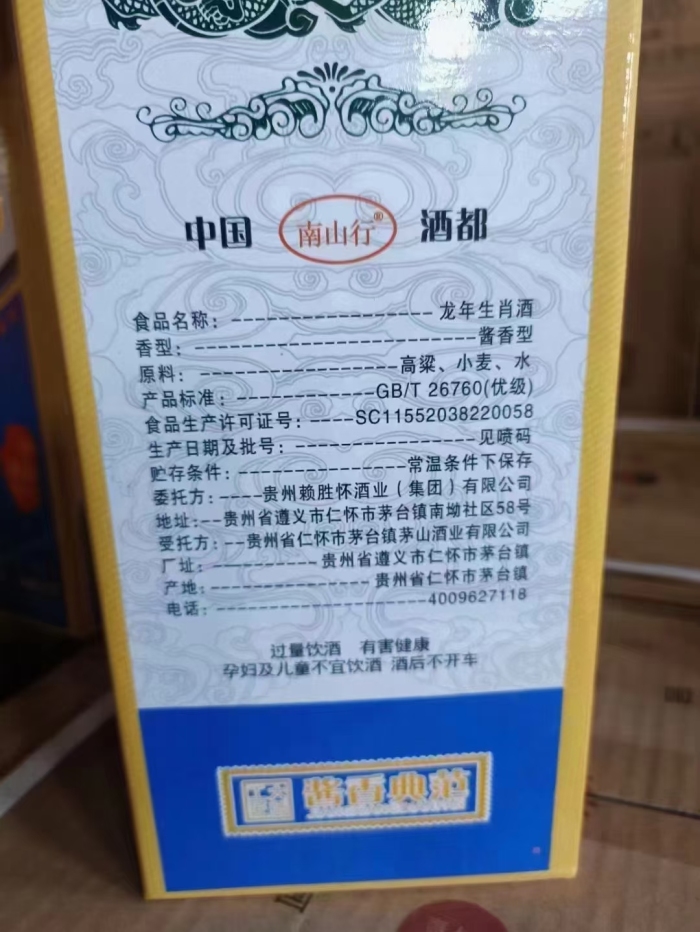 中国 南山行® 酒都
食品名称：------------------龙年生肖酒
香型：-------------------------酱香型
原料：------------------高粱、小麦、水
产品标准：-------------GB/T 26760(优级)
食品生产许可证号：----SC11552038220058
生产日期及批号：----------------见喷码
贮存条件：--------------常温条件下保存
委托方：----贵州赖胜怀酒业（集团）有限公司
地址：--贵州省遵义市仁怀市茅台镇南坳社区58号
受托方：--贵州省仁怀市茅台镇茅山酒业有限公司
厂址：----------贵州省遵义市仁怀市茅台镇
产地：--------------贵州省仁怀市茅台镇
电话：-------------------4009627118
过量饮酒 有害健康
孕妇及儿童不宜饮酒 酒后不开车
酱香典范